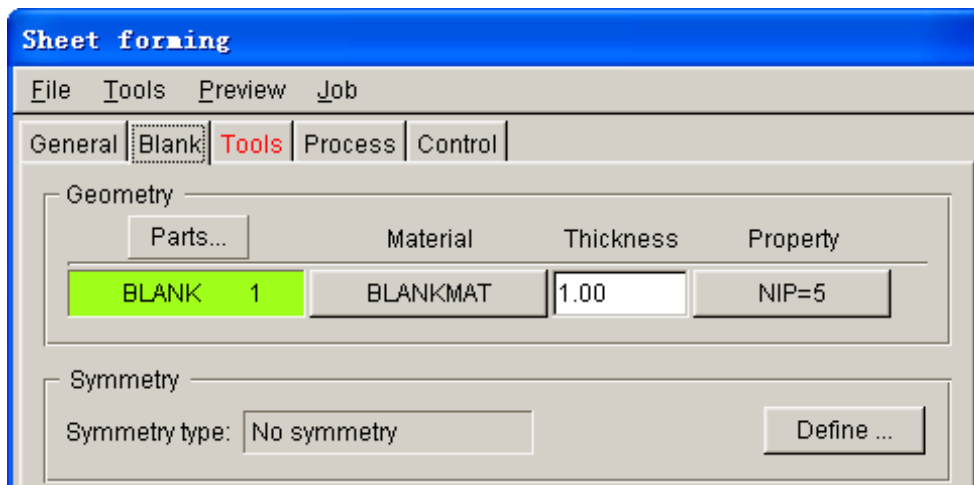 Sheet forming
File Tools Preview Job
General Blank Tools Process Control
Geometry
Parts... Material Thickness Property
BLANK 1 BLANKMAT 1.00 NIP=5
Symmetry
Symmetry type: No symmetry Define ...